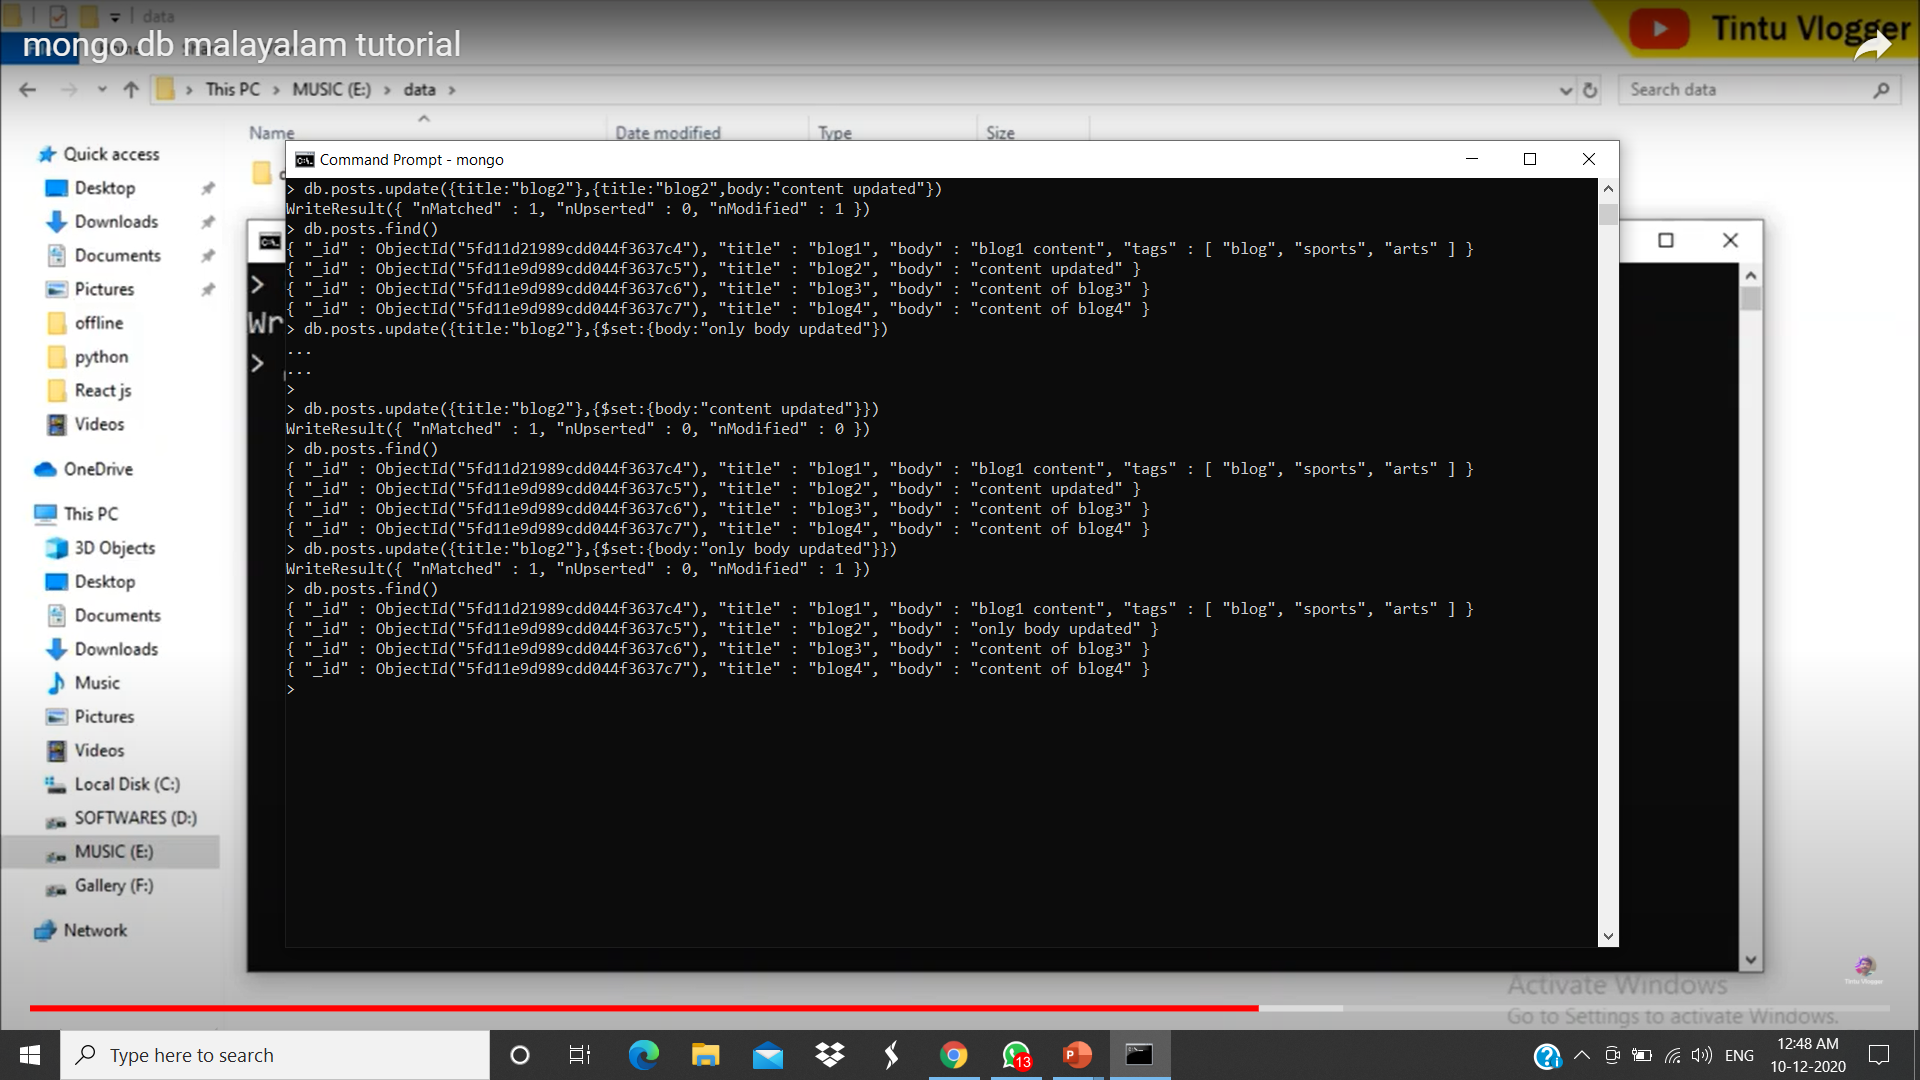 data
mongo db malayalam tutorial
Tintu Vlogger
This PC > MUSIC (E:) > data >
Search data
Name Date modified Type Size
Quick access
Desktop
Downloads
Documents
Pictures
offline
python
React js
Videos
OneDrive
This PC
3D Objects
Desktop
Documents
Downloads
Music
Pictures
Videos
Local Disk (C:)
SOFTWARES (D:)
MUSIC (E:)
Gallery (F:)
Network
>
Wr
>
Command Prompt - mongo
> db.posts.update({title:"blog2"},{title:"blog2",body:"content updated"})
WriteResult({ "nMatched" : 1, "nUpserted" : 0, "nModified" : 1 })
> db.posts.find()
{ "_id" : ObjectId("5fd11d21989cdd044f3637c4"), "title" : "blog1", "body" : "blog1 content", "tags" : [ "blog", "sports", "arts" ] }
{ "_id" : ObjectId("5fd11e9d989cdd044f3637c5"), "title" : "blog2", "body" : "content updated" }
{ "_id" : ObjectId("5fd11e9d989cdd044f3637c6"), "title" : "blog3", "body" : "content of blog3" }
{ "_id" : ObjectId("5fd11e9d989cdd044f3637c7"), "title" : "blog4", "body" : "content of blog4" }
> db.posts.update({title:"blog2"},{$set:{body:"only body updated"})
...
...
>
> db.posts.update({title:"blog2"},{$set:{body:"content updated"}})
WriteResult({ "nMatched" : 1, "nUpserted" : 0, "nModified" : 0 })
> db.posts.find()
{ "_id" : ObjectId("5fd11d21989cdd044f3637c4"), "title" : "blog1", "body" : "blog1 content", "tags" : [ "blog", "sports", "arts" ] }
{ "_id" : ObjectId("5fd11e9d989cdd044f3637c5"), "title" : "blog2", "body" : "content updated" }
{ "_id" : ObjectId("5fd11e9d989cdd044f3637c6"), "title" : "blog3", "body" : "content of blog3" }
{ "_id" : ObjectId("5fd11e9d989cdd044f3637c7"), "title" : "blog4", "body" : "content of blog4" }
> db.posts.update({title:"blog2"},{$set:{body:"only body updated"}})
WriteResult({ "nMatched" : 1, "nUpserted" : 0, "nModified" : 1 })
> db.posts.find()
{ "_id" : ObjectId("5fd11d21989cdd044f3637c4"), "title" : "blog1", "body" : "blog1 content", "tags" : [ "blog", "sports", "arts" ] }
{ "_id" : ObjectId("5fd11e9d989cdd044f3637c5"), "title" : "blog2", "body" : "only body updated" }
{ "_id" : ObjectId("5fd11e9d989cdd044f3637c6"), "title" : "blog3", "body" : "content of blog3" }
{ "_id" : ObjectId("5fd11e9d989cdd044f3637c7"), "title" : "blog4", "body" : "content of blog4" }
>
Tintu Vlogger
Activate Windows
Go to Settings to activate Windows.
Type here to search
13
ENG
12:48 AM
10-12-2020